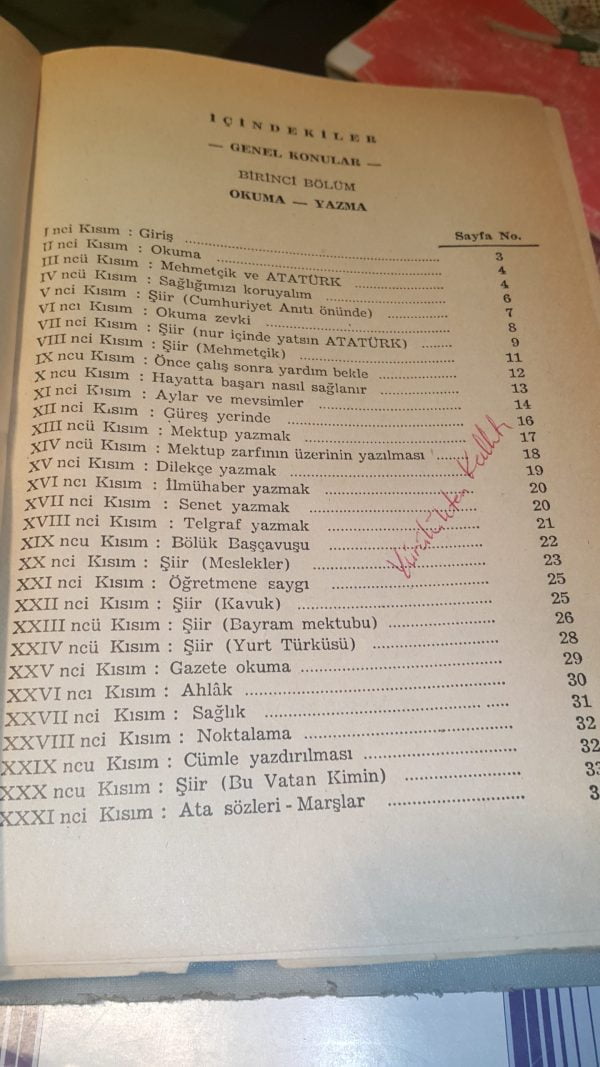 İÇİNDEKİLER
— GENEL KONULAR —
BİRİNCİ BÖLÜM
OKUMA — YAZMA
Sayfa No.
I nci Kısım : Giriş ........ 3
II nci Kısım : Okuma ........ 4
III ncü Kısım : Mehmetçik ve ATATÜRK ........ 4
IV ncü Kısım : Sağlığımızı koruyalım ........ 6
V nci Kısım : Şiir (Cumhuriyet Anıtı önünde) ........ 7
VI ncı Kısım : Okuma zevki ........ 8
VII nci Kısım : Şiir (nur içinde yatsın ATATÜRK) ........ 9
VIII nci Kısım : Şiir (Mehmetçik) ........ 11
IX ncu Kısım : Önce çalış sonra yardım bekle ........ 12
X ncu Kısım : Hayatta başarı nasıl sağlanır ........ 13
XI nci Kısım : Aylar ve mevsimler ........ 14
XII nci Kısım : Güreş yerinde ........ 16
XIII ncü Kısım : Mektup yazmak ........ 17
XIV ncü Kısım : Mektup zarfının üzerinin yazılması ........ 18
XV nci Kısım : Dilekçe yazmak ........ 19
XVI ncı Kısım : İlmühaber yazmak ........ 20
XVII nci Kısım : Senet yazmak ........ 20
XVIII nci Kısım : Telgraf yazmak ........ 21
XIX ncu Kısım : Bölük Başçavuşu ........ 22
XX nci Kısım : Şiir (Meslekler) ........ 23
XXI nci Kısım : Öğretmene saygı ........ 25
XXII nci Kısım : Şiir (Kavuk) ........ 25
XXIII ncü Kısım : Şiir (Bayram mektubu) ........ 26
XXIV ncü Kısım : Şiir (Yurt Türküsü) ........ 28
XXV nci Kısım : Gazete okuma ........ 29
XXVI ncı Kısım : Ahlâk ........ 30
XXVII nci Kısım : Sağlık ........ 31
XXVIII nci Kısım : Noktalama ........ 32
XXIX ncu Kısım : Cümle yazdırılması ........ 32
XXX ncu Kısım : Şiir (Bu Vatan Kimin) ........ 33
XXXI nci Kısım : Ata sözleri - Marşlar ........ 3